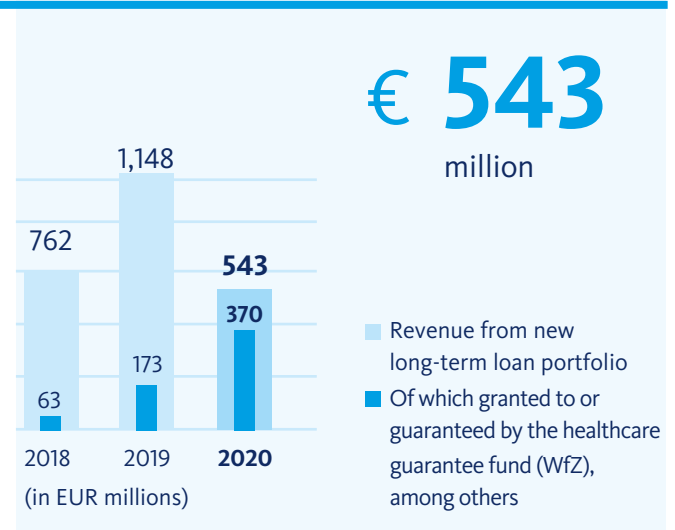 € 543
million
1,148
762
543
370
173
63
2018 2019 2020
(in EUR millions)
Revenue from new
long-term loan portfolio
Of which granted to or
guaranteed by the healthcare
guarantee fund (WfZ),
among others